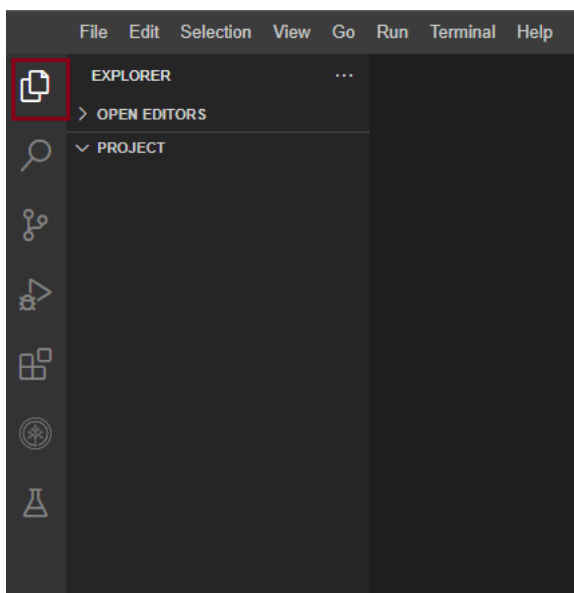 File Edit Selection View Go Run Terminal Help
EXPLORER
OPEN EDITORS
PROJECT